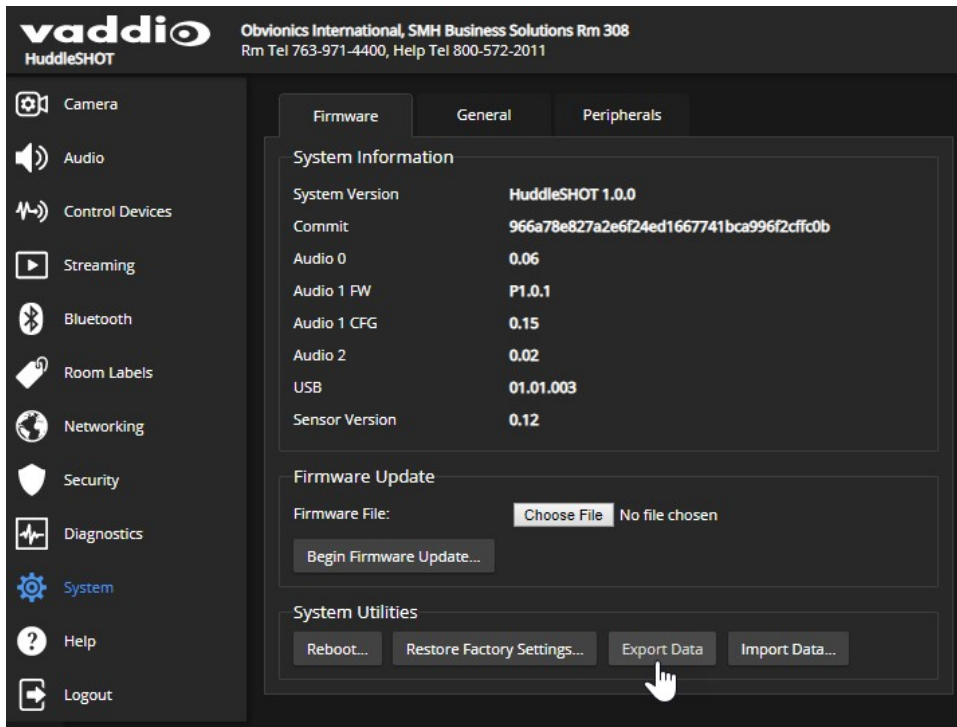 vaddio
HuddleSHOT
Obvionics International, SMH Business Solutions Rm 308
Rm Tel 763-971-4400, Help Tel 800-572-2011
Camera
Audio
Control Devices
Streaming
Bluetooth
Room Labels
Networking
Security
Diagnostics
System
Help
Logout
Firmware General Peripherals
System Information
System Version HuddleSHOT 1.0.0
Commit 966a78e827a2e6f24ed1667741bca996f2cffc0b
Audio 0 0.06
Audio 1 FW P1.0.1
Audio 1 CFG 0.15
Audio 2 0.02
USB 01.01.003
Sensor Version 0.12
Firmware Update
Firmware File: Choose File No file chosen
Begin Firmware Update...
System Utilities
Reboot... Restore Factory Settings... Export Data Import Data...